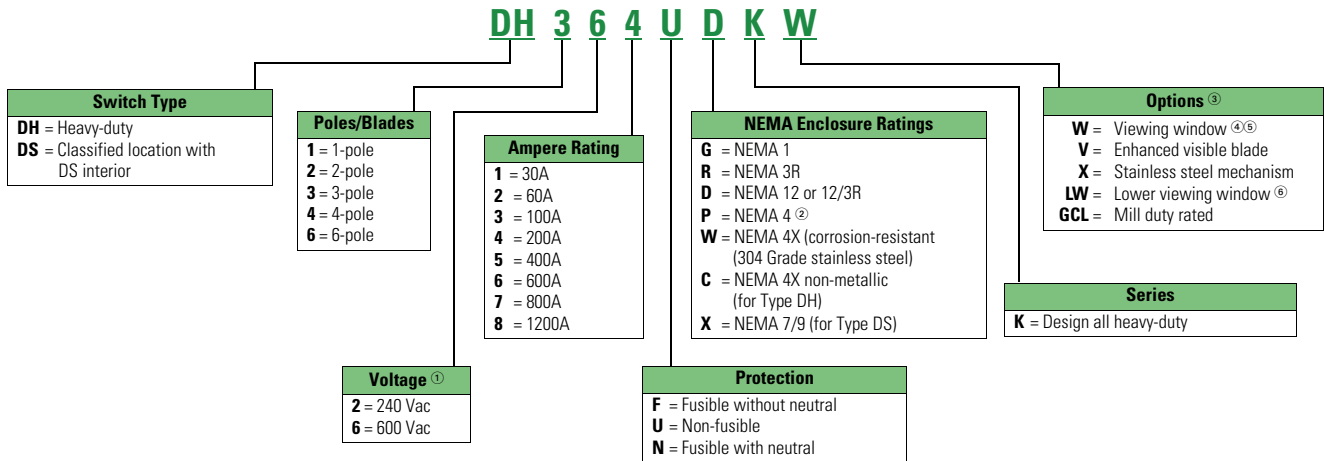 DH 3 6 4 U D K W
Switch Type
DH = Heavy-duty
DS = Classified location with
DS interior
Poles/Blades
1 = 1-pole
2 = 2-pole
3 = 3-pole
4 = 4-pole
6 = 6-pole
Voltage ①
2 = 240 Vac
6 = 600 Vac
Ampere Rating
1 = 30A
2 = 60A
3 = 100A
4 = 200A
5 = 400A
6 = 600A
7 = 800A
8 = 1200A
Protection
F = Fusible without neutral
U = Non-fusible
N = Fusible with neutral
NEMA Enclosure Ratings
G = NEMA 1
R = NEMA 3R
D = NEMA 12 or 12/3R
P = NEMA 4 ②
W = NEMA 4X (corrosion-resistant
(304 Grade stainless steel)
C = NEMA 4X non-metallic
(for Type DH)
X = NEMA 7/9 (for Type DS)
Series
K = Design all heavy-duty
Options ③
W = Viewing window ④⑤
V = Enhanced visible blade
X = Stainless steel mechanism
LW = Lower viewing window ⑥
GCL = Mill duty rated